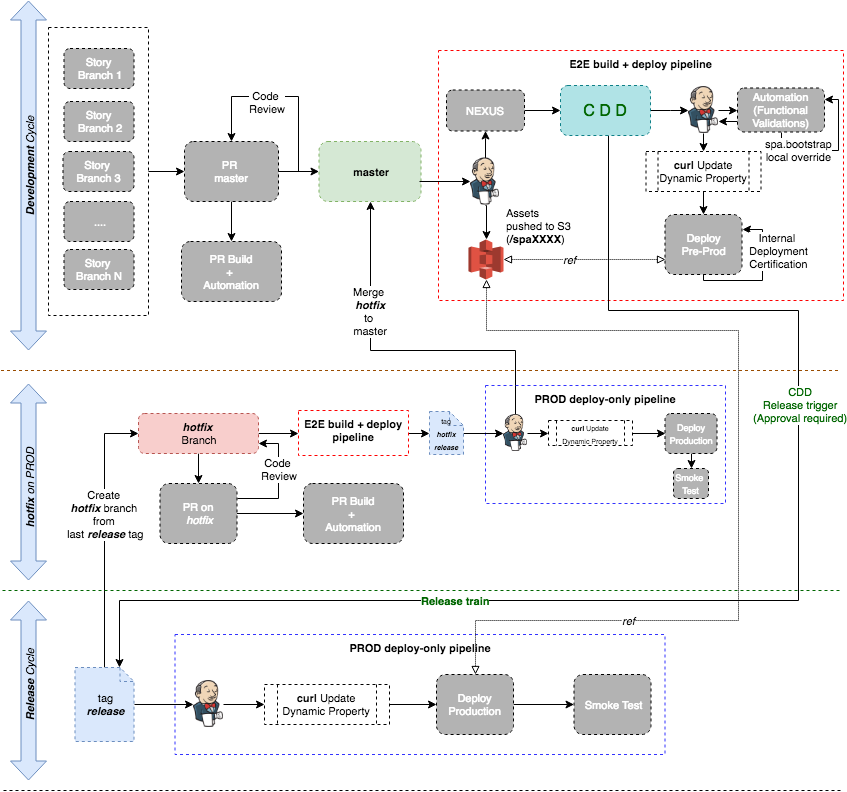 Development Cycle
Story
Branch 1
Story
Branch 2
Story
Branch 3
....
Story
Branch N
Code
Review
PR
master
PR Build
+
Automation
master
E2E build + deploy pipeline
NEXUS
C D D
Automation
(Functional
Validations)
spa.bootstrap
local override
curl Update
Dynamic Property
Assets
pushed to S3
(/spaXXXX)
ref
Deploy
Pre-Prod
Internal
Deployment
Certification
Merge
hotfix
to
master
hotfix on PROD
hotfix
Branch
E2E build + deploy
pipeline
tag
hotfix
release
PROD deploy-only pipeline
curl Update
Dynamic Property
Deploy
Production
Smoke
Test
CDD
Release trigger
(Approval required)
Code
Review
PR on
hotfix
PR Build
+
Automation
Create
hotfix branch
from
last release tag
Release Cycle
Release train
ref
tag
release
PROD deploy-only pipeline
curl Update
Dynamic Property
Deploy
Production
Smoke Test